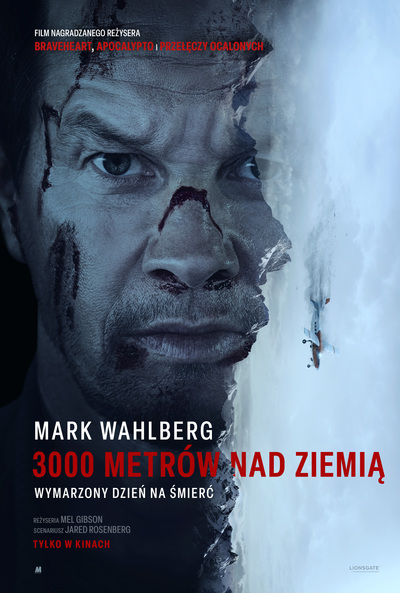 FILM NAGRADZANEGO REŻYSERA
BRAVEHEART, APOCALYPTO I PRZEŁĘCZY OCALONYCH
MARK WAHLBERG
3000 METRÓW NAD ZIEMIĄ
WYMARZONY DZIEŃ NA ŚMIERĆ
REŻYSERIA MEL GIBSON
SCENARIUSZ JARED ROSENBERG
TYLKO W KINACH
M
LIONSGATE